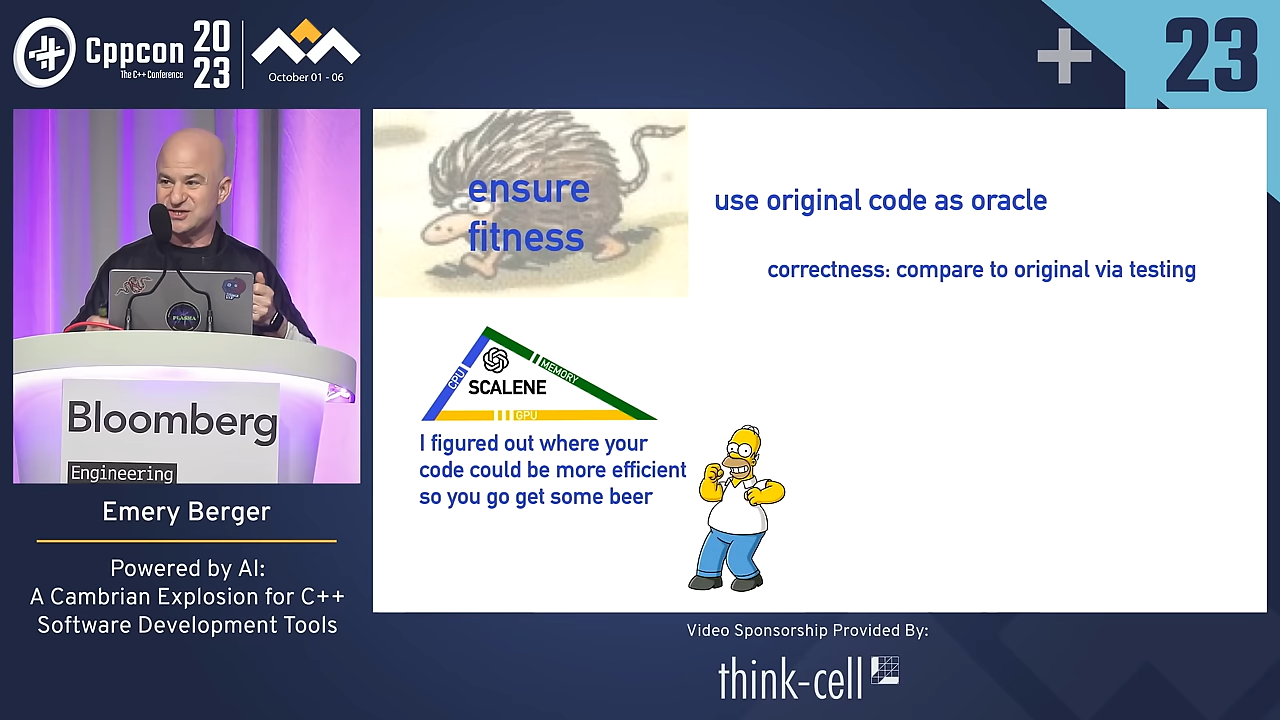 Cppcon
The C++ Conference
20
23
October 01 - 06
23
ensure
fitness
use original code as oracle
correctness: compare to original via testing
CPU
MEMORY
SCALENE
GPU
I figured out where your
code could be more efficient
so you go get some beer
PLASMA
Bloomberg
Engineering
Emery Berger
Powered by AI:
A Cambrian Explosion for C++
Software Development Tools
Video Sponsorship Provided By:
think-cell